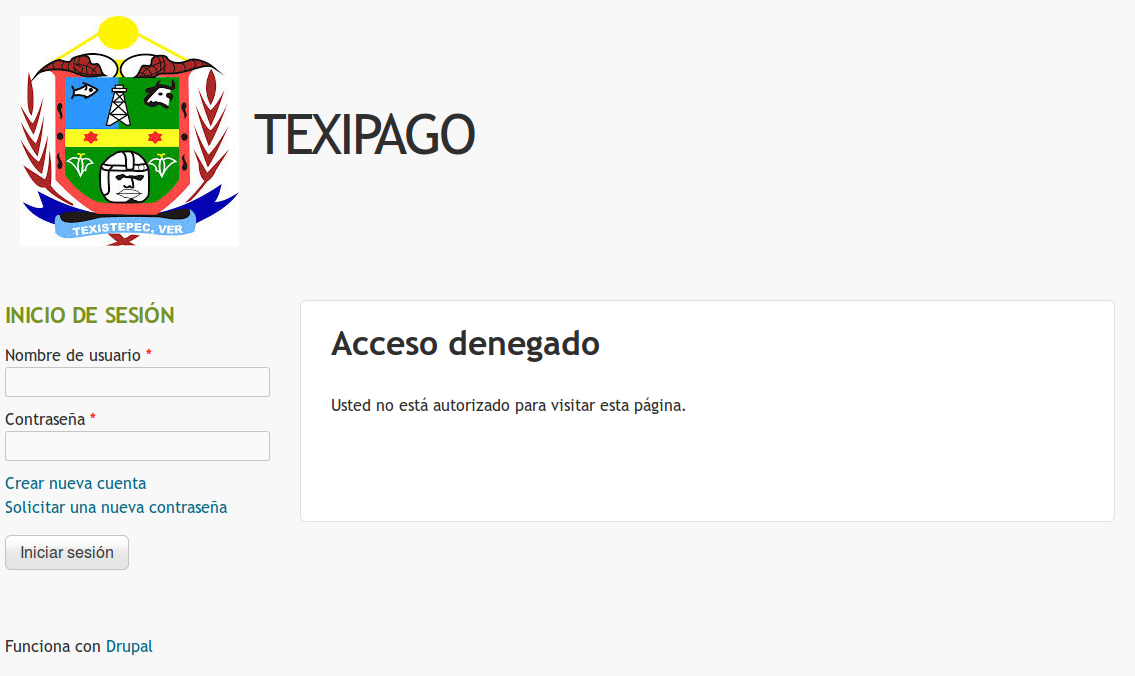 TEXISTEPEC, VER
TEXIPAGO
INICIO DE SESIÓN
Nombre de usuario *
Contraseña *
Crear nueva cuenta
Solicitar una nueva contraseña
Iniciar sesión
Acceso denegado
Usted no está autorizado para visitar esta página.
Funciona con Drupal